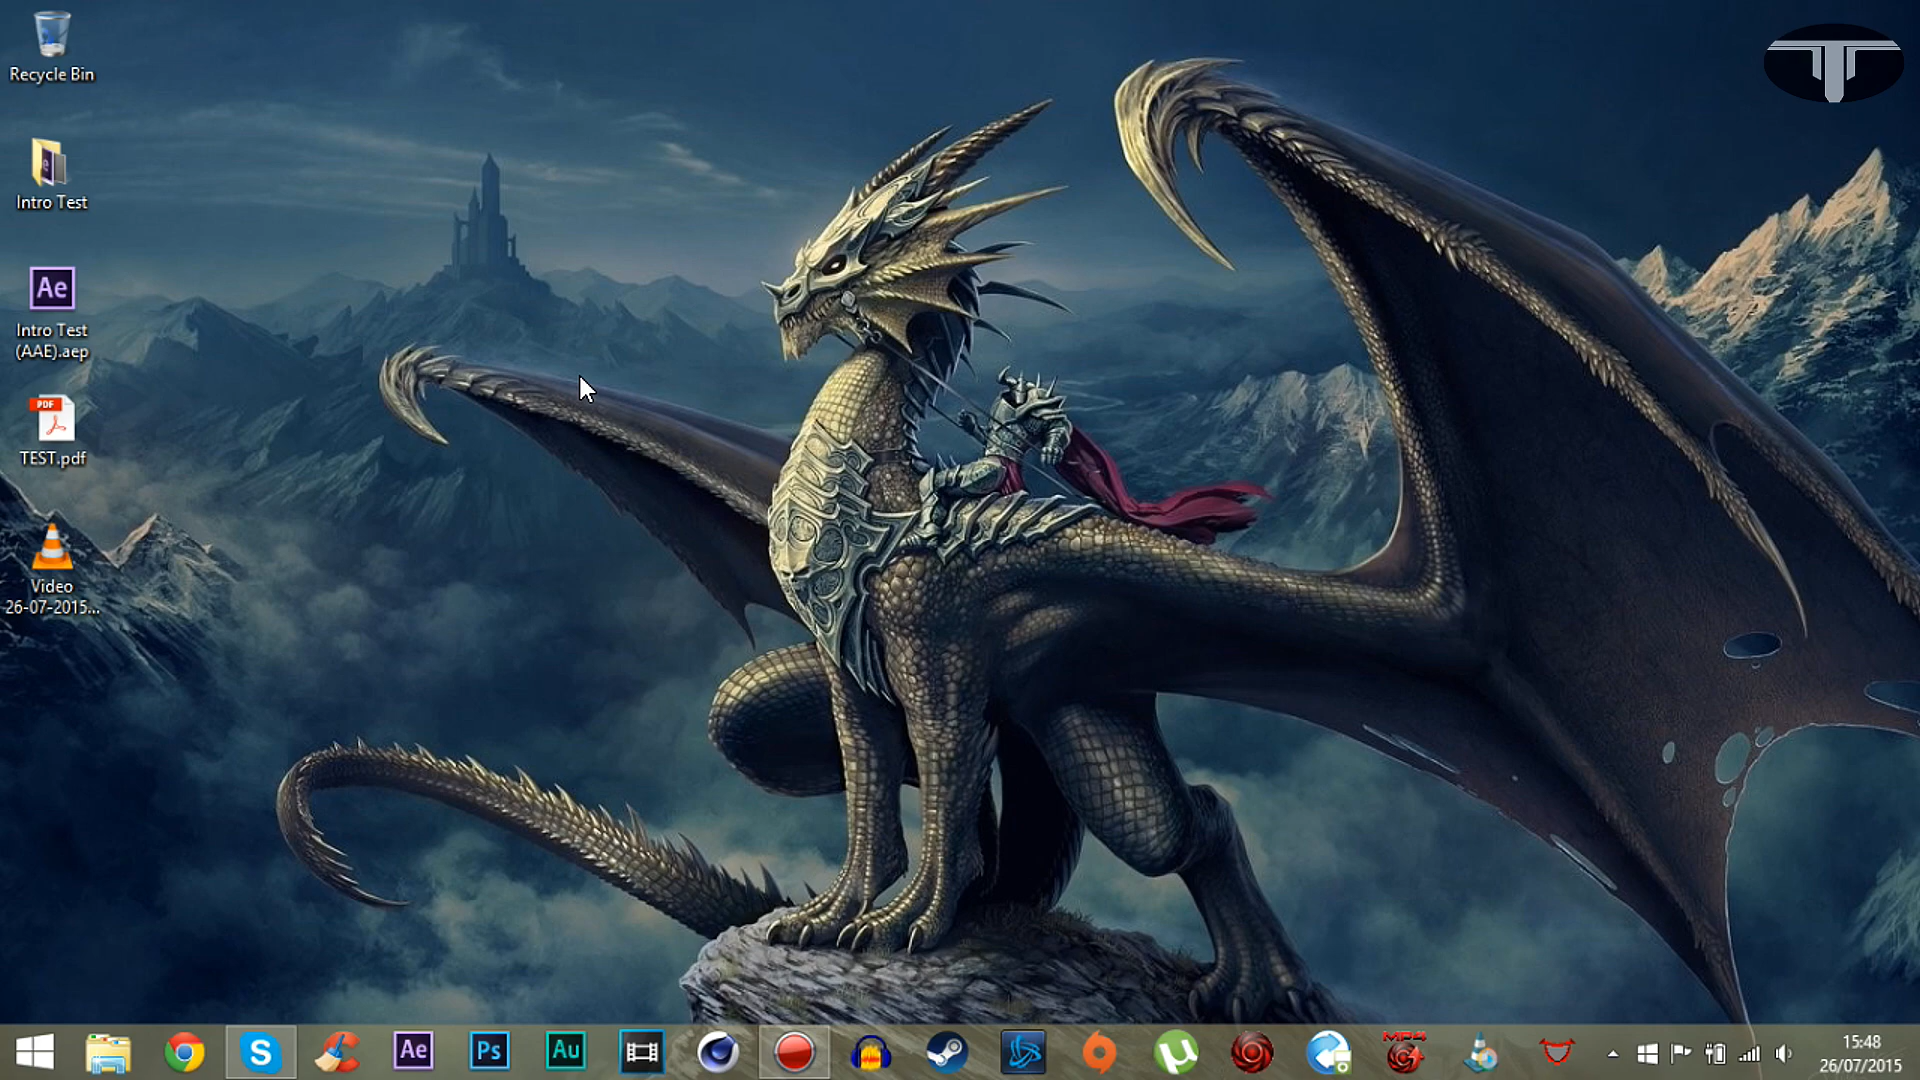 Recycle Bin
Intro Test
Ae
Intro Test
(AAE).aep
PDF
TEST.pdf
Video
26-07-2015...
S
Ae
Ps
Au
µ
MP4
15:48
26/07/2015